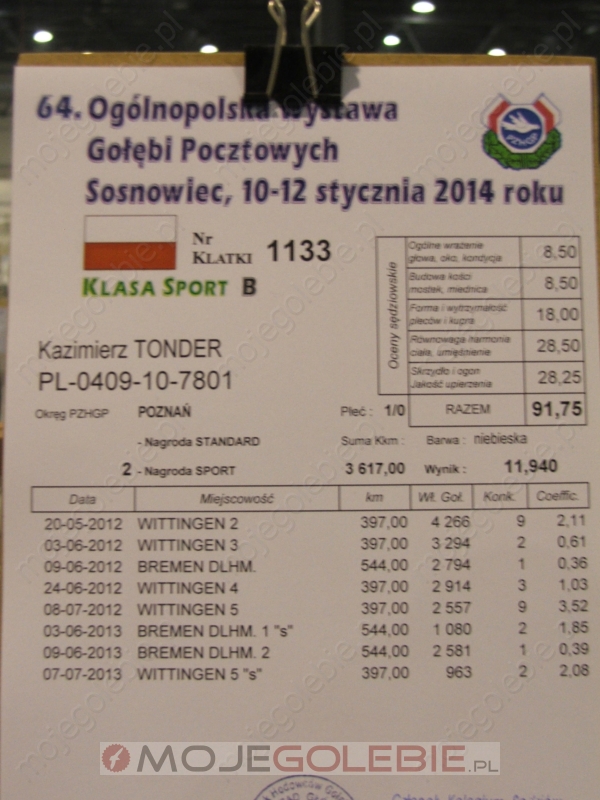 64. Ogólnopolska Wystawa
Gołębi Pocztowych
Sosnowiec, 10-12 stycznia 2014 roku
PZHGP
Nr
KLATKI 1133
KLASA SPORT B
Oceny sędziowskie
Ogólne wrażenie
głowa, oko, kondycja 8,50
Budowa kości
mostek, miednica 8,50
Forma i wytrzymałość
pleców i kupra 18,00
Równowaga harmonia
ciała, umięśnienie 28,50
Skrzydło i ogon
Jakość upierzenia 28,25
RAZEM 91,75
Kazimierz TONDER
PL-0409-10-7801
Okręg PZHGP POZNAŃ Płeć : 1/0
- Nagroda STANDARD Suma Kkm : Barwa : niebieska
2 - Nagroda SPORT 3 617,00 Wynik : 11,940
Data Miejscowość km Wł. Goł. Konk. Coeffic.
20-05-2012 WITTINGEN 2 397,00 4 266 9 2,11
03-06-2012 WITTINGEN 3 397,00 3 294 2 0,61
09-06-2012 BREMEN DLHM. 544,00 2 794 1 0,36
24-06-2012 WITTINGEN 4 397,00 2 914 3 1,03
08-07-2012 WITTINGEN 5 397,00 2 557 9 3,52
03-06-2013 BREMEN DLHM. 1 "s" 544,00 1 080 2 1,85
09-06-2013 BREMEN DLHM. 2 544,00 2 581 1 0,39
07-07-2013 WITTINGEN 5 "s" 397,00 963 2 2,08
MOJEGOLEBIE.PL